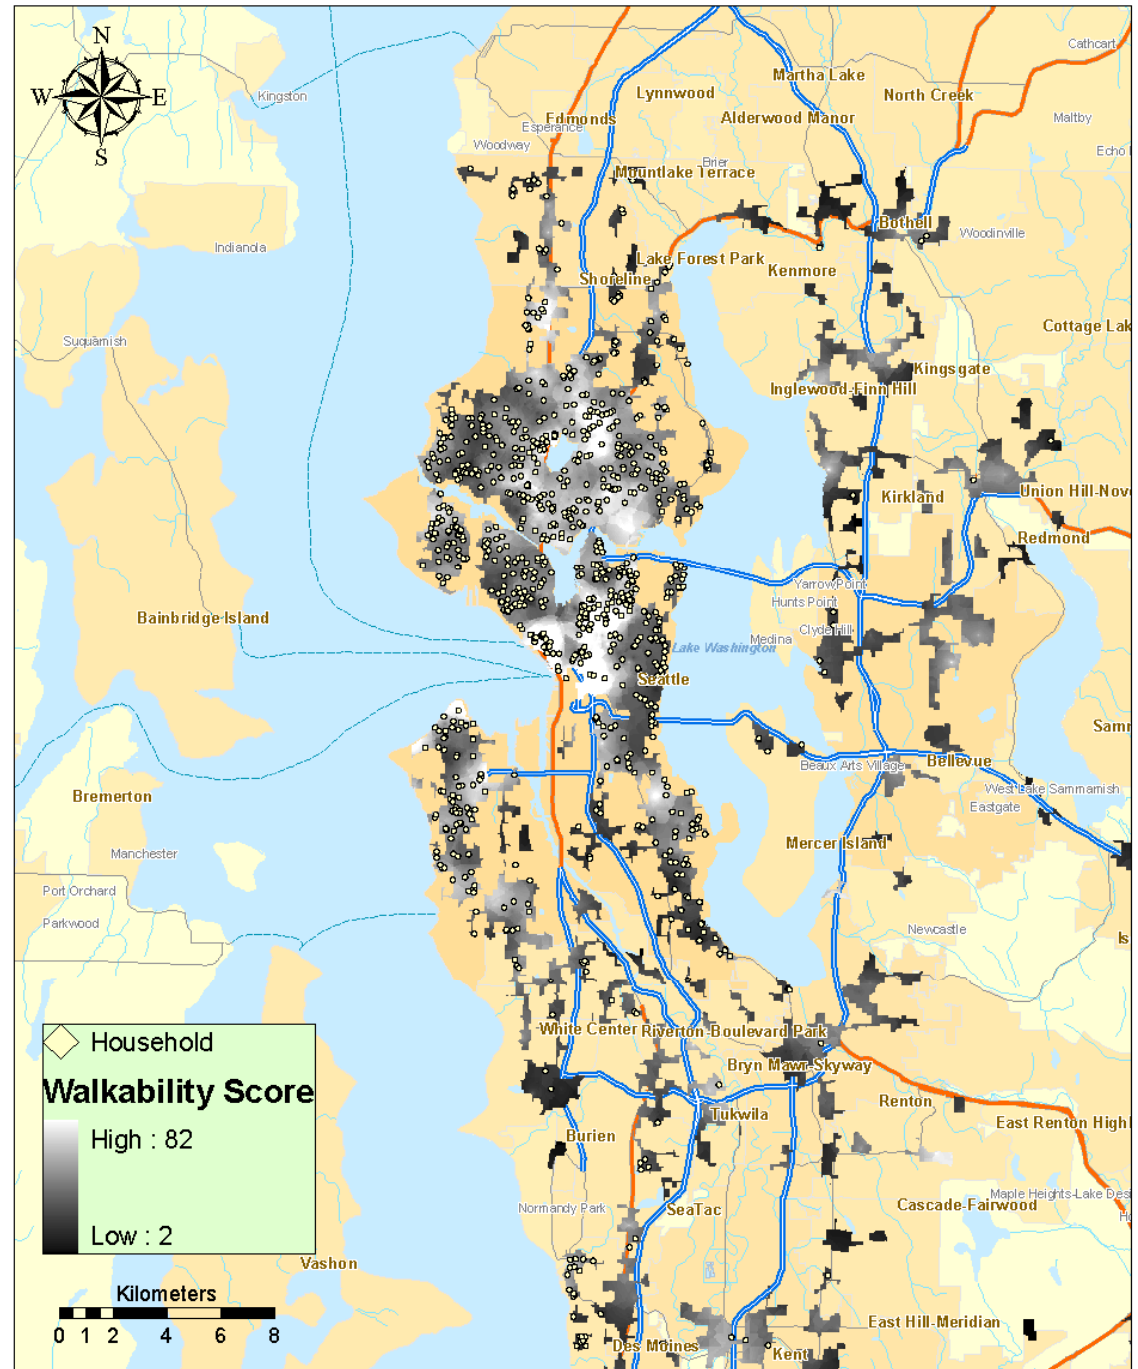 N
W E
S
Cathcart
Martha Lake
Lynnwood
North Creek
Kingston
Edmonds
Esperance
Alderwood Manor
Maltby
Woodway
Brier
Echo
Mountlake Terrace
Bothell
Woodinville
Indianola
Lake Forest Park
Kenmore
Shoreline
Cottage Lak
Suquamish
Kingsgate
Inglewood-Finn Hill
Kirkland
Union Hill-Nov
Redmond
Yarrow Point
Hunts Point
Bainbridge Island
Clyde Hill
Medina
Lake Washington
Seattle
Samm
Bellevue
Beaux Arts Village
West Lake Sammamish
Eastgate
Bremerton
Mercer Island
Manchester
Port Orchard
Parkwood
Newcastle
Is
White Center
Riverton-Boulevard Park
Bryn Mawr-Skyway
Renton
Tukwila
East Renton Highl
Burien
Maple Heights-Lake Des
Normandy Park
SeaTac
Cascade-Fairwood
Vashon
East Hill-Meridian
Des Moines
Kent
Household
Walkability Score
High : 82
Low : 2
Kilometers
0 1 2 4 6 8